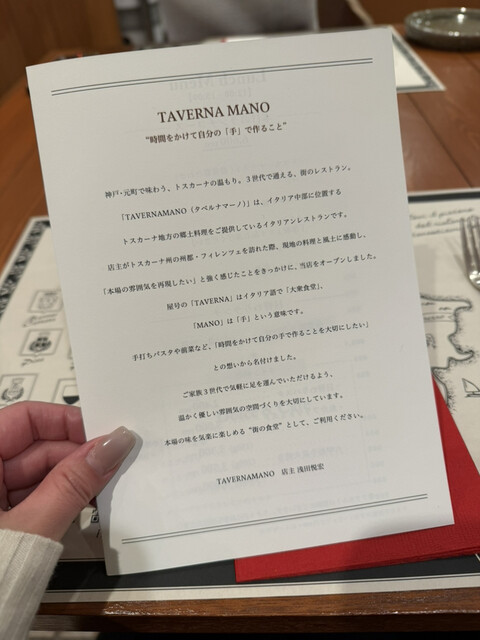 TAVERNA MANO
“時間をかけて自分の「手」で作ること”
神戸・元町で味わう、トスカーナの温もり。3世代で通える、街のレストラン。
「TAVERNAMANO（タベルナマーノ）」は、イタリア中部に位置する
トスカーナ地方の郷土料理をご提供しているイタリアンレストランです。
店主がトスカーナ州の州都・フィレンツェを訪れた際、現地の料理と風土に感動し、
「本場の雰囲気を再現したい」と強く感じたことをきっかけに、当店をオープンしました。
屋号の「TAVERNA」はイタリア語で「大衆食堂」、
「MANO」は「手」という意味です。
手打ちパスタや前菜など、「時間をかけて自分の手で作ることを大切にしたい」
との想いから名付けました。
ご家族3世代で気軽に足を運んでいただけるよう、
温かく優しい雰囲気の空間づくりを大切にしています。
本場の味を気楽に楽しめる “街の食堂” として、ご利用ください。
TAVERNAMANO 店主 浅田悦宏